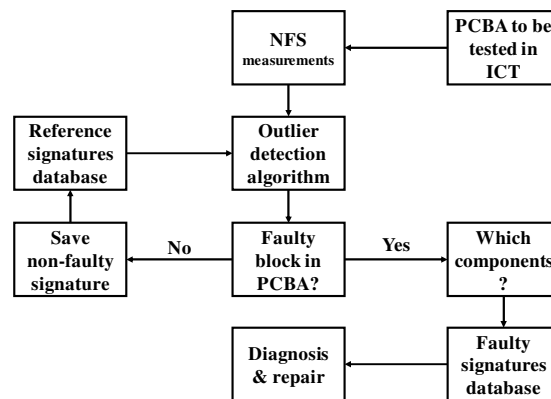 NFS
measurements
PCBA to be
tested in
ICT
Reference
signatures
database
Outlier
detection
algorithm
Save
non-faulty
signature
No
Faulty
block in
PCBA?
Yes
Which
components
?
Diagnosis
& repair
Faulty
signatures
database